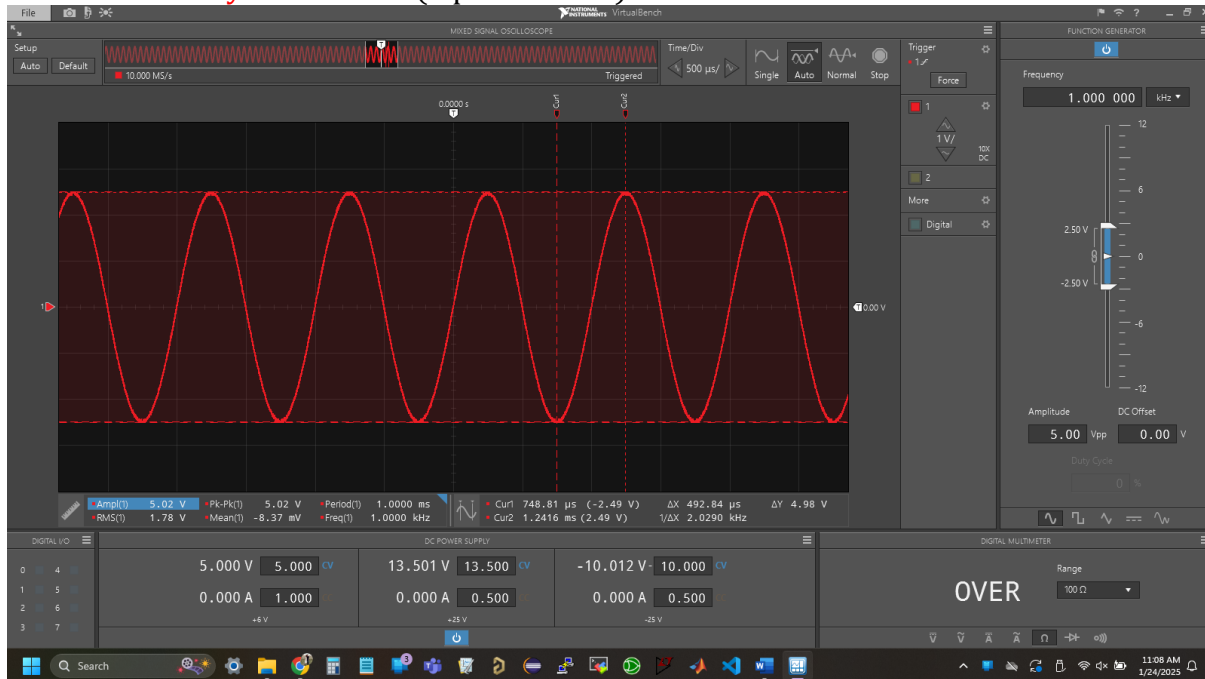 File
NATIONAL INSTRUMENTS VirtualBench
?
MIXED SIGNAL OSCILLOSCOPE
Setup
Auto Default
10.000 MS/s
T
Triggered
Time/Div
500 µs/
Single Auto Normal Stop
Trigger
1
Force
0.0000 s
T
Cur1
Cur2
1
T 0.00 V
1
1 V/
10X
DC
2
More
Digital
Ampl(1) 5.02 V Pk-Pk(1) 5.02 V Period(1) 1.0000 ms
RMS(1) 1.78 V Mean(1) -8.37 mV Freq(1) 1.0000 kHz
Cur1 748.81 µs (-2.49 V) ΔX 492.84 µs ΔY 4.98 V
Cur2 1.2416 ms (2.49 V) 1/ΔX 2.0290 kHz
FUNCTION GENERATOR
Frequency
1.000 000 kHz
12
6
2.50 V
0
-2.50 V
-6
-12
Amplitude DC Offset
5.00 Vpp 0.00 V
Duty Cycle
0 %
DIGITAL I/O
0 4
1 5
2 6
3 7
DC POWER SUPPLY
5.000 V 5.000 CV 13.501 V 13.500 CV -10.012 V - 10.000 CV
0.000 A 1.000 0.000 A 0.500 0.000 A 0.500
+6 V +25 V -25 V
DIGITAL MULTIMETER
OVER
Range
100 Ω
V V A A Ω
Search
11:08 AM
1/24/2025